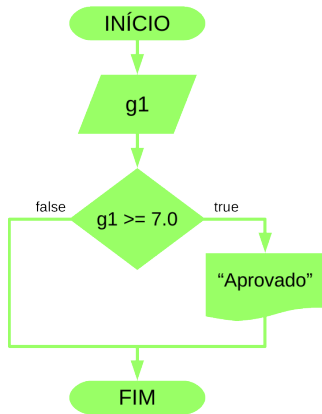 INÍCIO
g1
false
true
g1 >= 7.0
“Aprovado”
FIM